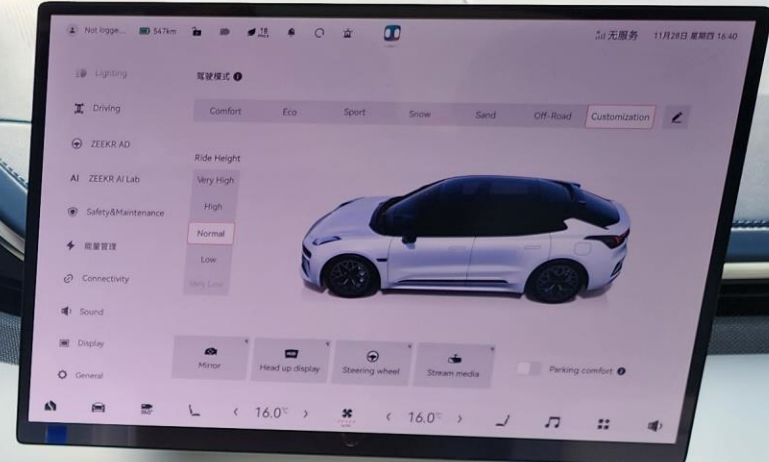 Not logge...
547km
无服务
11月28日 星期四 16:40
Lighting
Driving
ZEEKR AD
AI ZEEKR AI Lab
Safety&Maintenance
能量管理
Connectivity
Sound
Display
General
驾驶模式
Comfort Eco Sport Snow Sand Off-Road Customization
Ride Height
Very High
High
Normal
Low
Very Low
Mirror
Head up display
Steering wheel
Stream media
Parking comfort
16.0°C
16.0°C